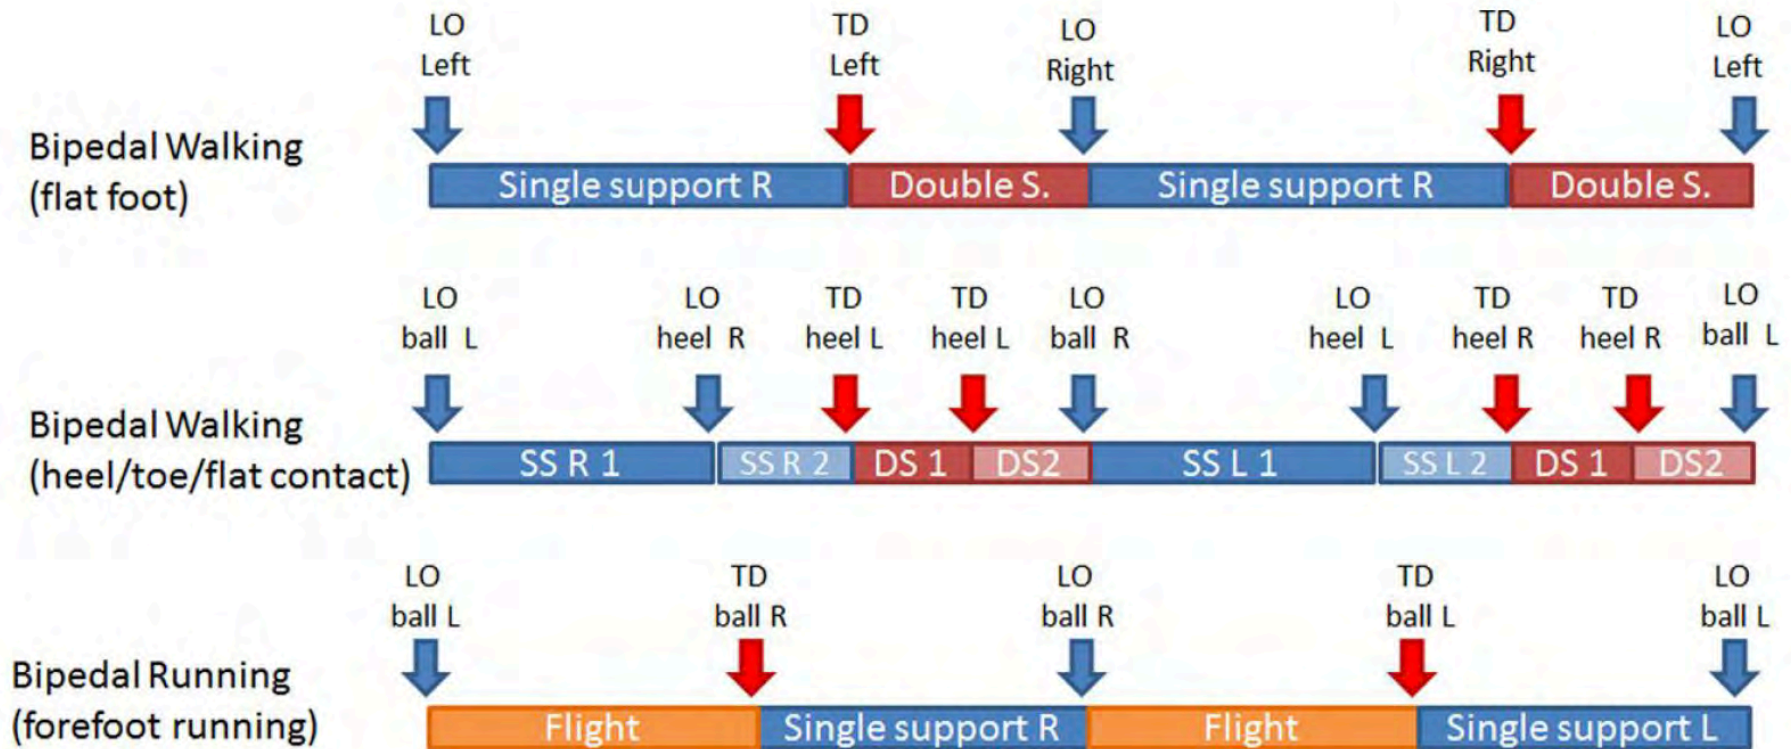 LO TD LO TD LO
Left Left Right Right Left
Bipedal Walking
(flat foot)
Single support R Double S. Single support R Double S.
LO LO TD TD LO LO TD TD LO
ball L heel R heel L heel L ball R heel L heel R heel R ball L
Bipedal Walking
(heel/toe/flat contact)
SS R 1 SS R 2 DS 1 DS2 SS L 1 SS L 2 DS 1 DS2
LO TD LO TD LO
ball L ball R ball R ball L ball L
Bipedal Running
(forefoot running)
Flight Single support R Flight Single support L